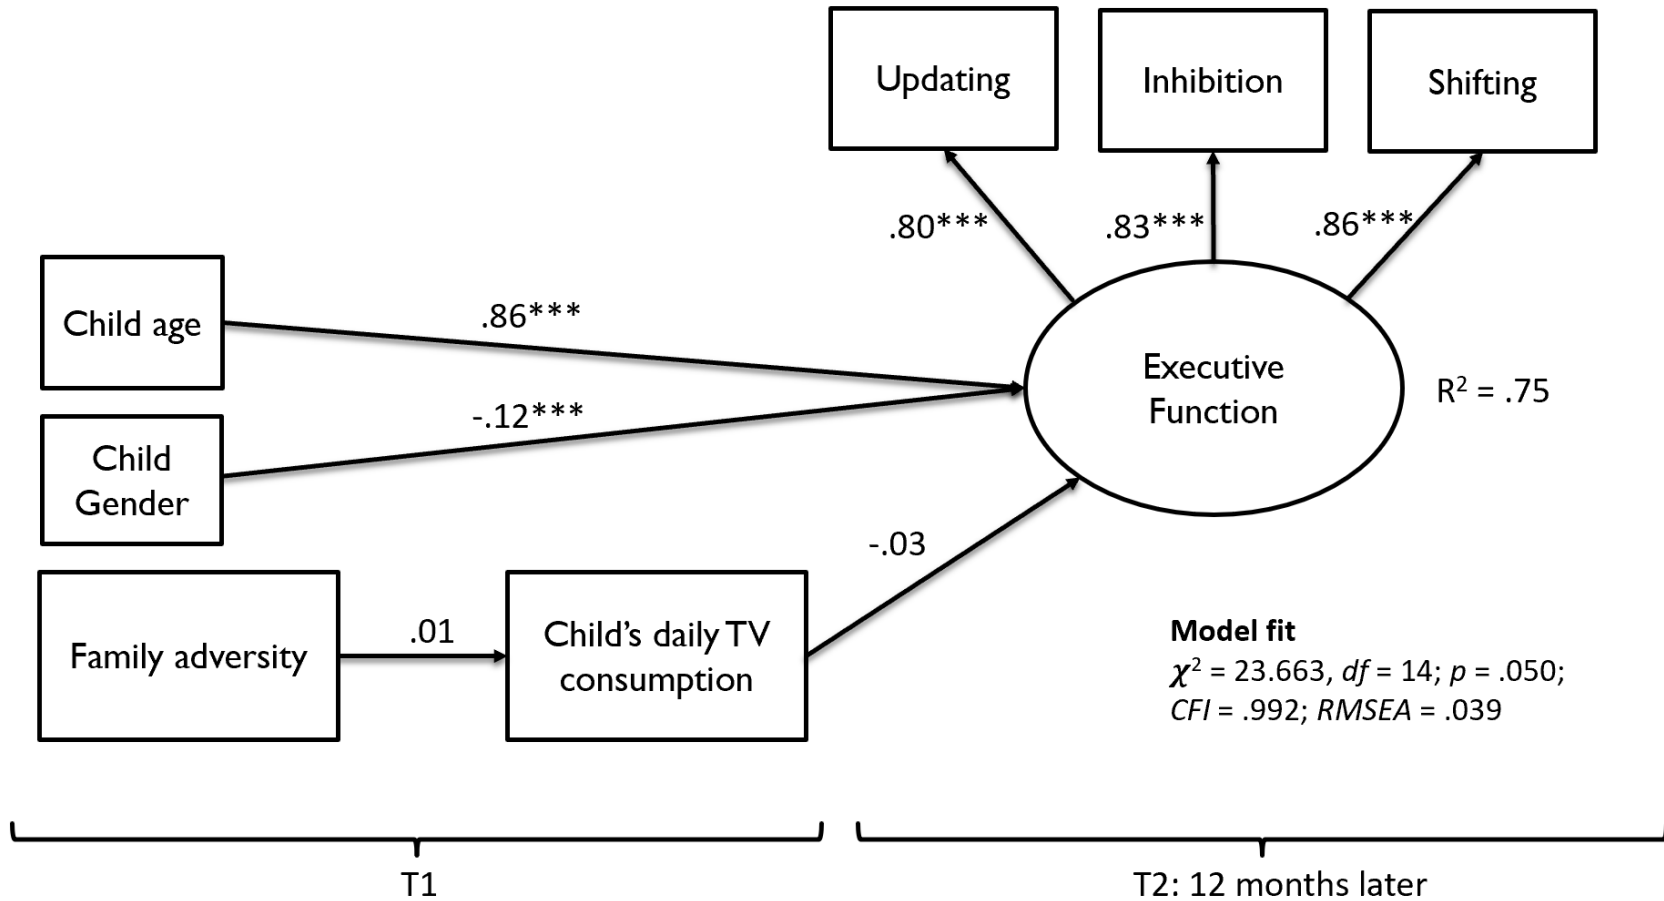 Updating
Inhibition
Shifting
.80***
.83***
.86***
Child age
.86***
Executive
Function
R² = .75
-.12***
Child
Gender
-.03
Family adversity
.01
Child's daily TV
consumption
Model fit
χ² = 23.663, df = 14; p = .050;
CFI = .992; RMSEA = .039
T1
T2: 12 months later